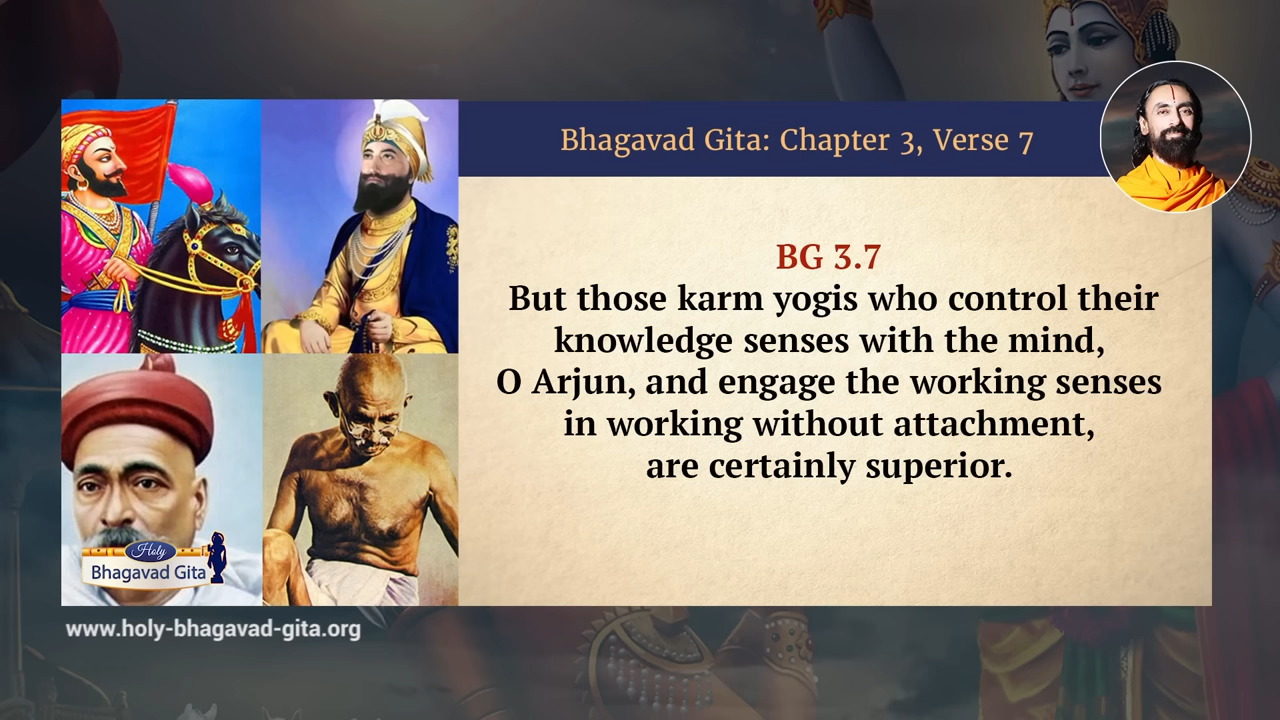 Bhagavad Gita: Chapter 3, Verse 7
BG 3.7
But those karm yogis who control their
knowledge senses with the mind,
O Arjun, and engage the working senses
in working without attachment,
are certainly superior.
Holy
Bhagavad Gita
www.holy-bhagavad-gita.org